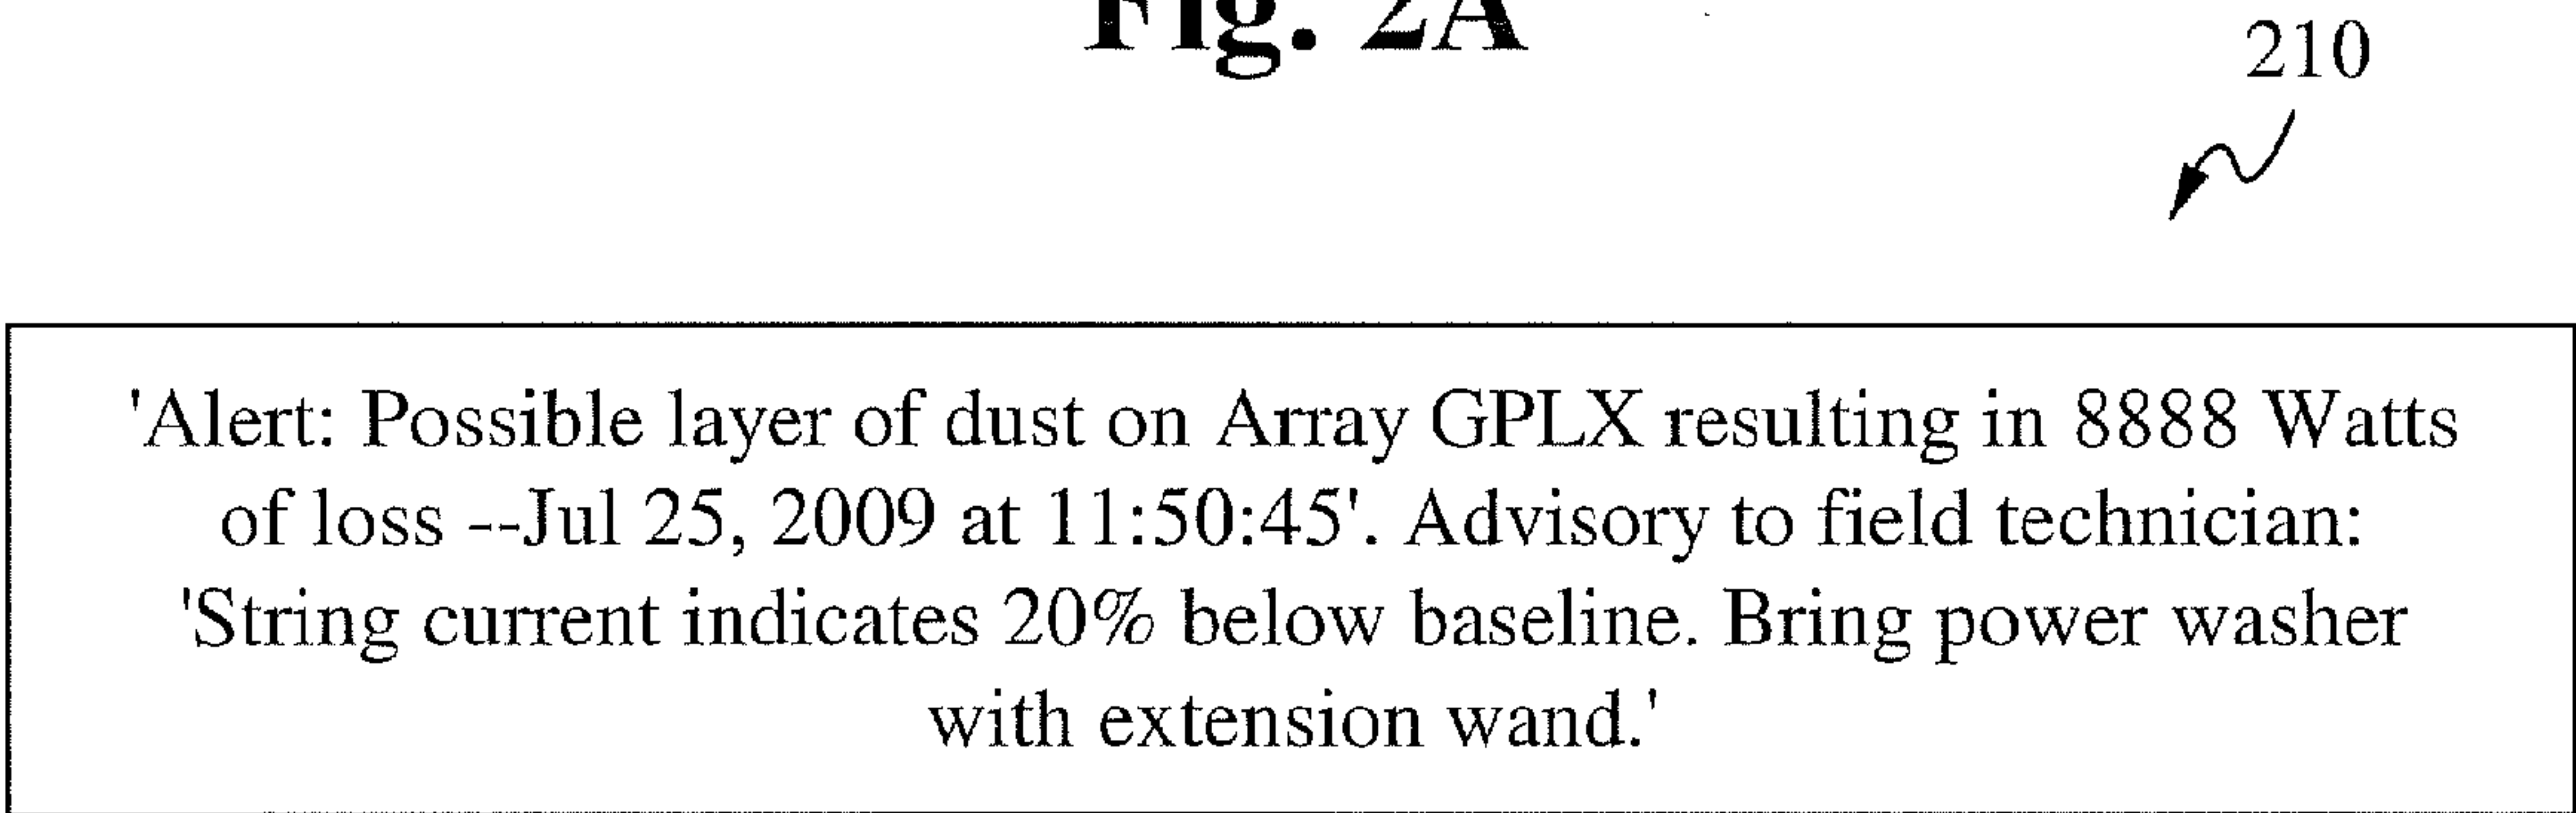 Fig. 2A
210
'Alert: Possible layer of dust on Array GPLX resulting in 8888 Watts
of loss --Jul 25, 2009 at 11:50:45'. Advisory to field technician:
'String current indicates 20% below baseline. Bring power washer
with extension wand.'